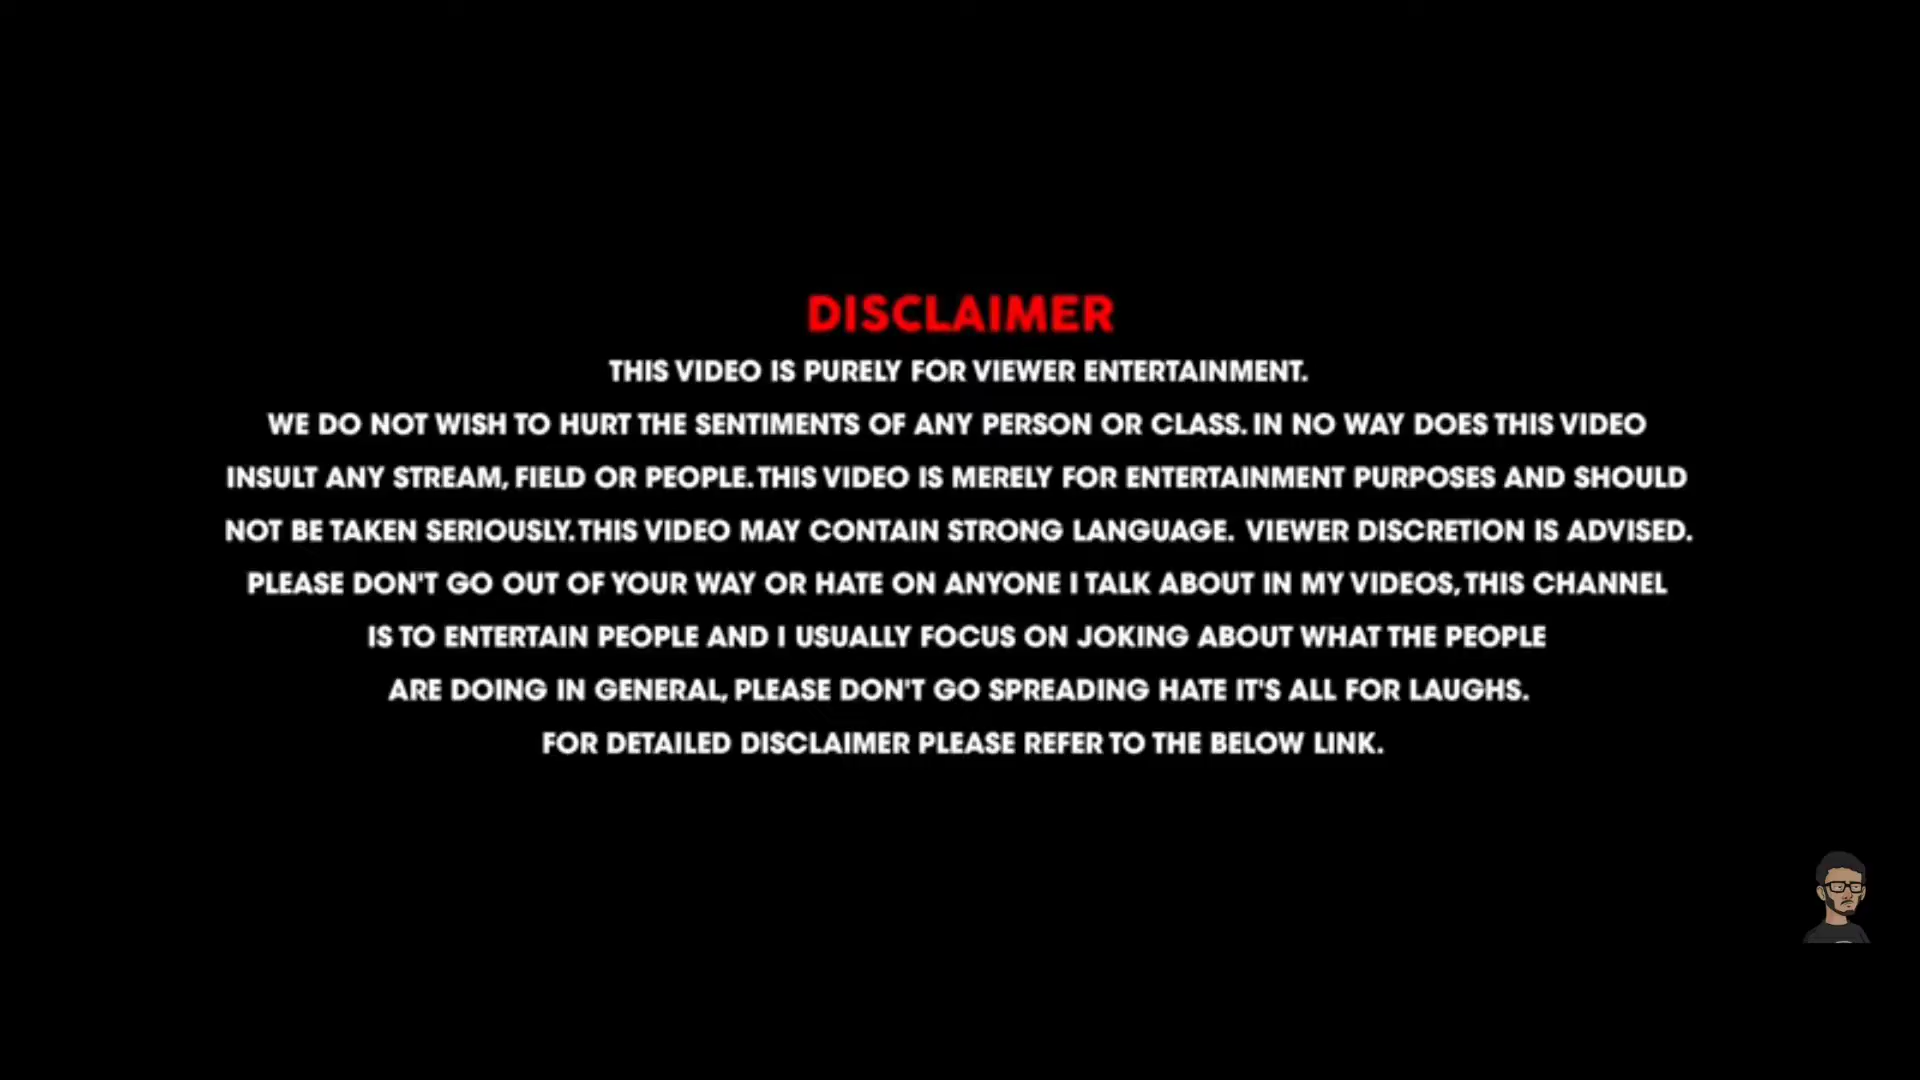 DISCLAIMER
THIS VIDEO IS PURELY FOR VIEWER ENTERTAINMENT.
WE DO NOT WISH TO HURT THE SENTIMENTS OF ANY PERSON OR CLASS. IN NO WAY DOES THIS VIDEO
INSULT ANY STREAM, FIELD OR PEOPLE. THIS VIDEO IS MERELY FOR ENTERTAINMENT PURPOSES AND SHOULD
NOT BE TAKEN SERIOUSLY. THIS VIDEO MAY CONTAIN STRONG LANGUAGE. VIEWER DISCRETION IS ADVISED.
PLEASE DON'T GO OUT OF YOUR WAY OR HATE ON ANYONE I TALK ABOUT IN MY VIDEOS, THIS CHANNEL
IS TO ENTERTAIN PEOPLE AND I USUALLY FOCUS ON JOKING ABOUT WHAT THE PEOPLE
ARE DOING IN GENERAL, PLEASE DON'T GO SPREADING HATE IT'S ALL FOR LAUGHS.
FOR DETAILED DISCLAIMER PLEASE REFER TO THE BELOW LINK.